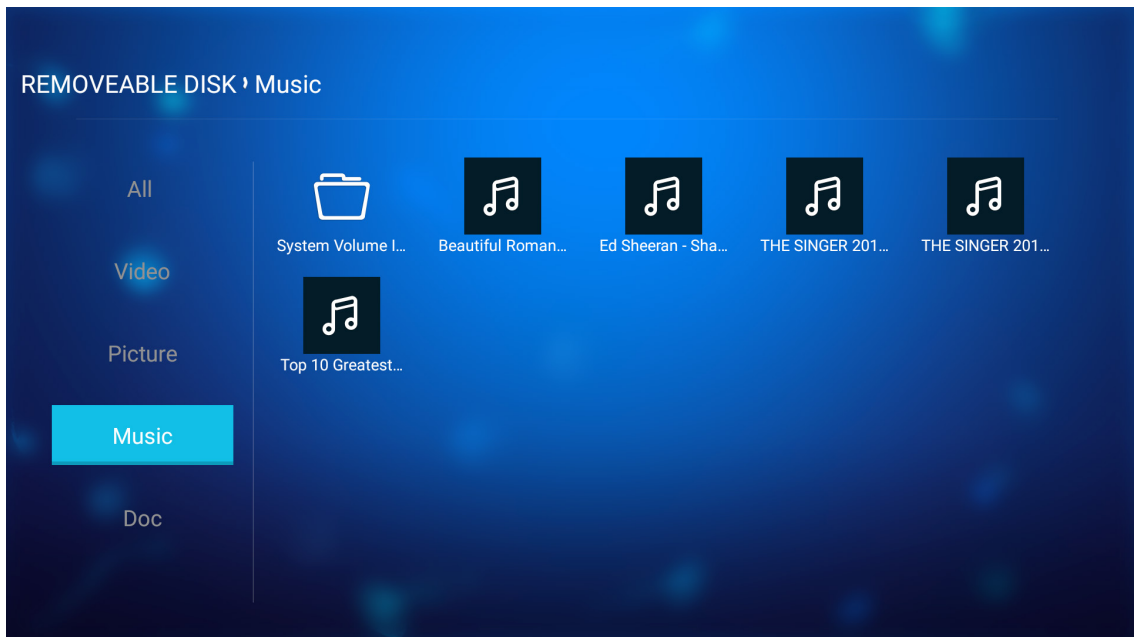 REMOVEABLE DISK › Music
All
Video
Picture
Music
Doc
System Volume I...
Beautiful Roman...
Ed Sheeran - Sha...
THE SINGER 201...
THE SINGER 201...
Top 10 Greatest...